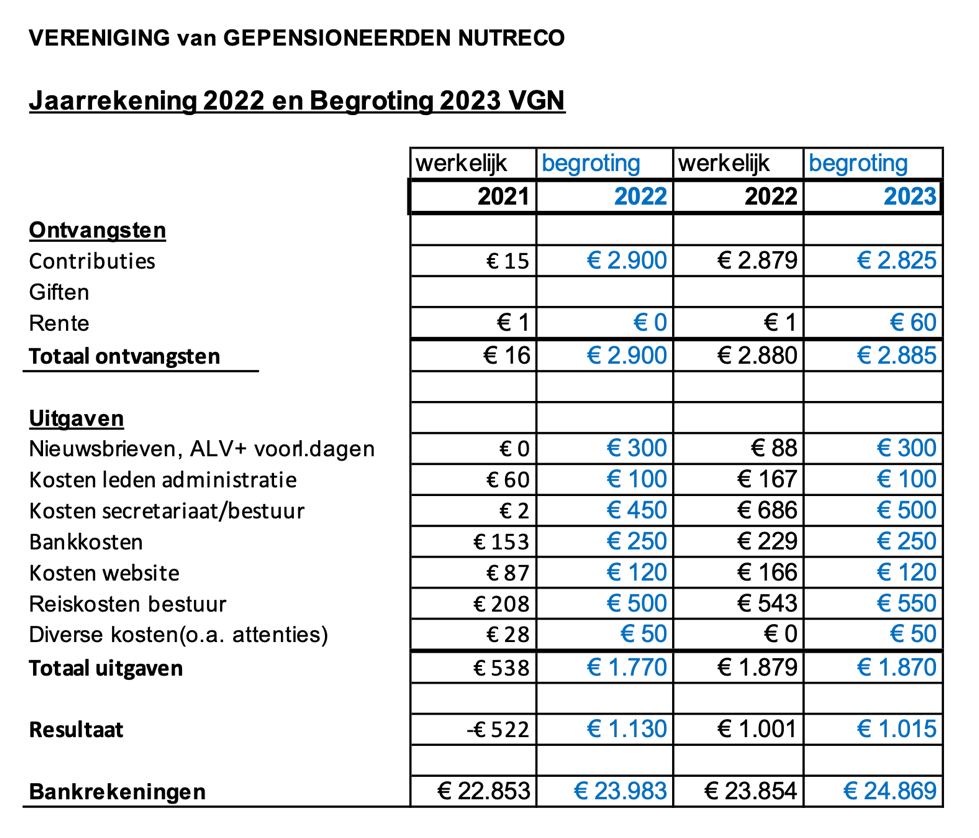 VERENIGING van GEPENSIONEERDEN NUTRECO
Jaarrekening 2022 en Begroting 2023 VGN
werkelijk begroting werkelijk begroting
2021 2022 2022 2023
Ontvangsten
Contributies € 15 € 2.900 € 2.879 € 2.825
Giften
Rente € 1 € 0 € 1 € 60
Totaal ontvangsten € 16 € 2.900 € 2.880 € 2.885
Uitgaven
Nieuwsbrieven, ALV+ voorl.dagen € 0 € 300 € 88 € 300
Kosten leden administratie € 60 € 100 € 167 € 100
Kosten secretariaat/bestuur € 2 € 450 € 686 € 500
Bankkosten € 153 € 250 € 229 € 250
Kosten website € 87 € 120 € 166 € 120
Reiskosten bestuur € 208 € 500 € 543 € 550
Diverse kosten(o.a. attenties) € 28 € 50 € 0 € 50
Totaal uitgaven € 538 € 1.770 € 1.879 € 1.870
Resultaat -€ 522 € 1.130 € 1.001 € 1.015
Bankrekeningen € 22.853 € 23.983 € 23.854 € 24.869